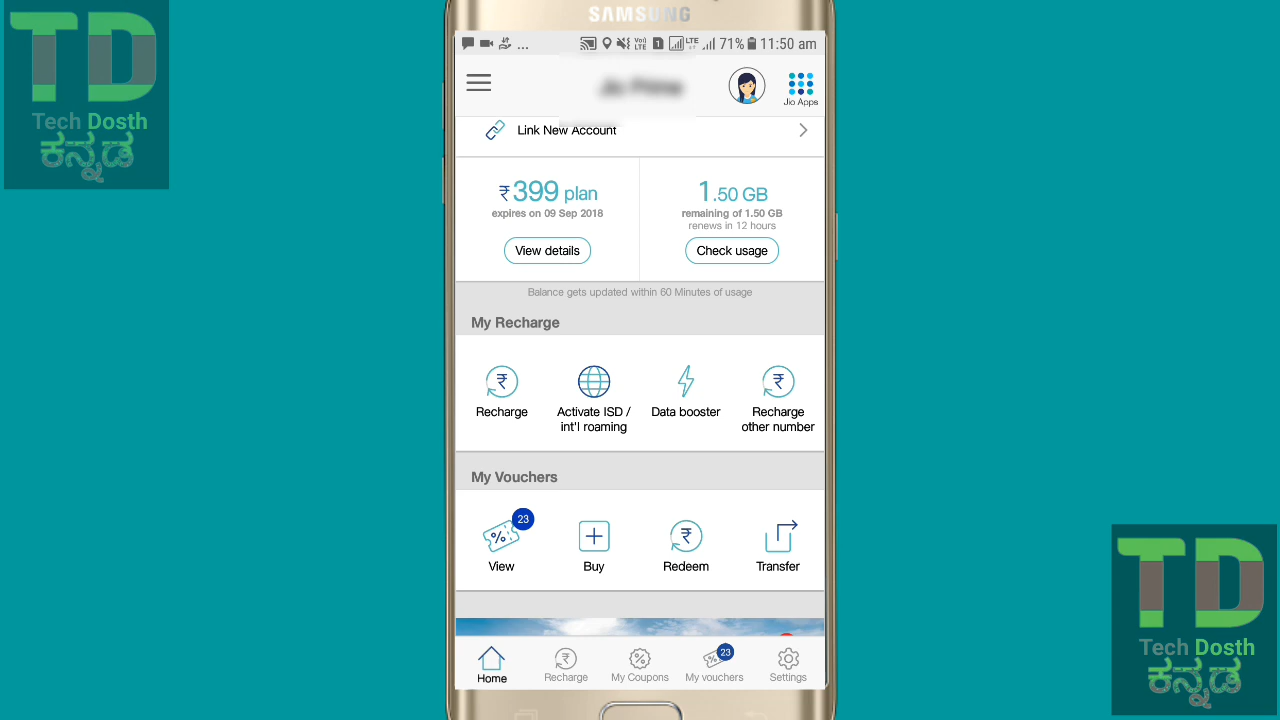 TD
Tech Dosth
ಕನ್ನಡ
SAMSUNG
... VoLTE 1 LTE 71% 11:50 am
Jio Apps
Link New Account
₹399 plan
expires on 09 Sep 2018
View details
1.50 GB
remaining of 1.50 GB
renews in 12 hours
Check usage
Balance gets updated within 60 Minutes of usage
My Recharge
Recharge
Activate ISD /
int'l roaming
Data booster
Recharge
other number
My Vouchers
23
View
Buy
Redeem
Transfer
Home
Recharge
My Coupons
23
My vouchers
Settings
TD
Tech Dosth
ಕನ್ನಡ